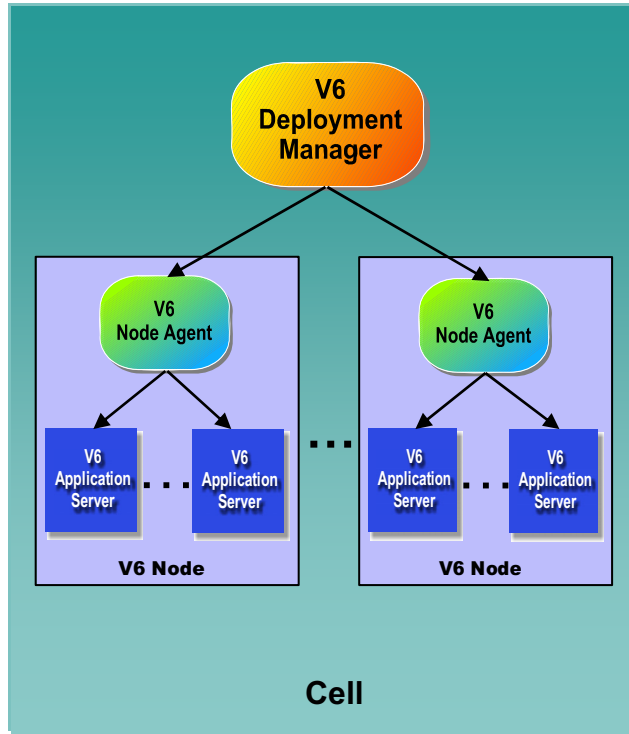 V6
Deployment
Manager
V6
Node Agent
V6
Node Agent
V6
Application
Server
V6
Application
Server
V6
Application
Server
V6
Application
Server
V6 Node
V6 Node
Cell